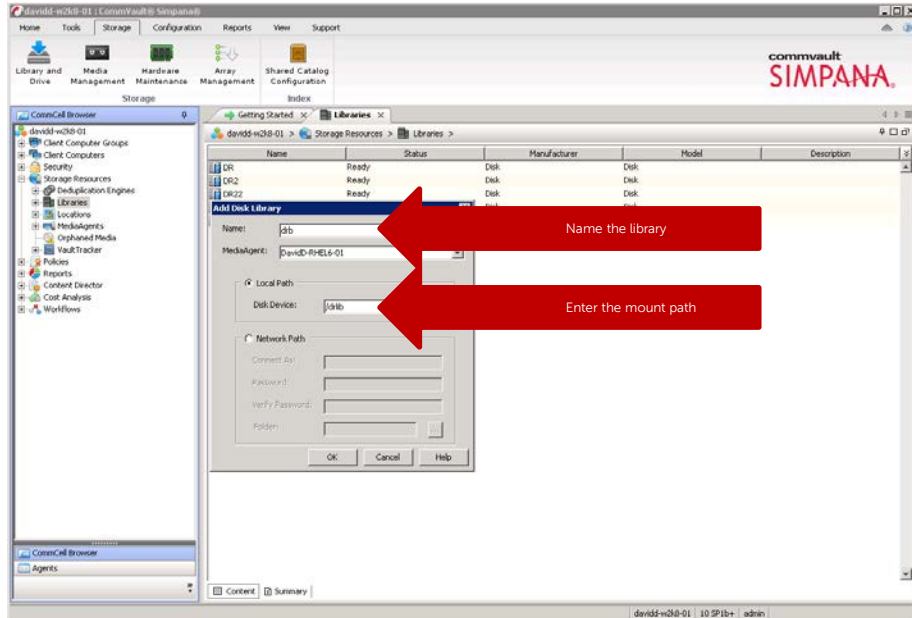 davidd-w2k8-01 : CommVault® Simpana®
Home Tools Storage Configuration Reports View Support
Library and Drive
Media Management
Hardware Maintenance
Array Management
Shared Catalog Configuration
Storage
Index
commvault
SIMPANA
CommCell Browser
Getting Started
Libraries
davidd-w2k8-01
Client Computer Groups
Client Computers
Security
Storage Resources
Deduplication Engines
Libraries
Locations
MediaAgents
Orphaned Media
VaultTracker
Policies
Reports
Content Director
Cost Analysis
Workflows
CommCell Browser
Agents
davidd-w2k8-01 > Storage Resources > Libraries >
Name Status Manufacturer Model Description
DR Ready Disk Disk
DR2 Ready Disk Disk
DR22 Ready Disk Disk
Disk Disk
Add Disk Library
Name: drb
Name the library
MediaAgent: DavidD-RHEL6-01
Local Path
Disk Device: /drlib
Enter the mount path
Network Path
Connect As:
Password:
Verify Password:
Folder:
OK Cancel Help
Content Summary
davidd-w2k8-01 10 SP1b+ admin